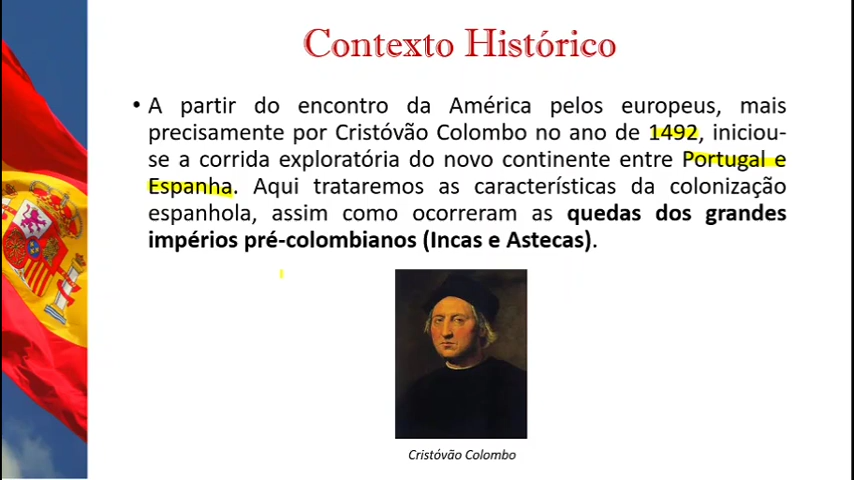 Contexto Histórico
• A partir do encontro da América pelos europeus, mais
precisamente por Cristóvão Colombo no ano de 1492, iniciou-
se a corrida exploratória do novo continente entre Portugal e
Espanha. Aqui trataremos as características da colonização
espanhola, assim como ocorreram as quedas dos grandes
impérios pré-colombianos (Incas e Astecas).
Cristóvão Colombo